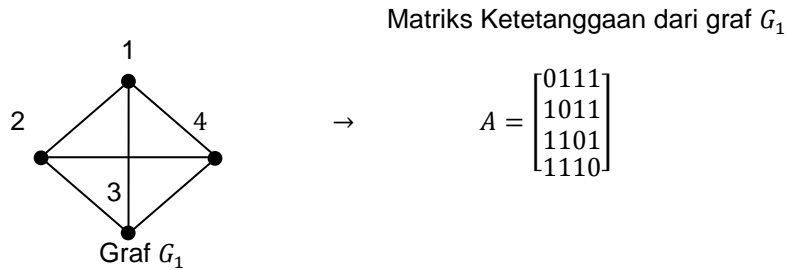 Matriks Ketetanggaan dari graf G₁
1
2
4
→
A = [0111
1011
1101
1110]
3
Graf G₁